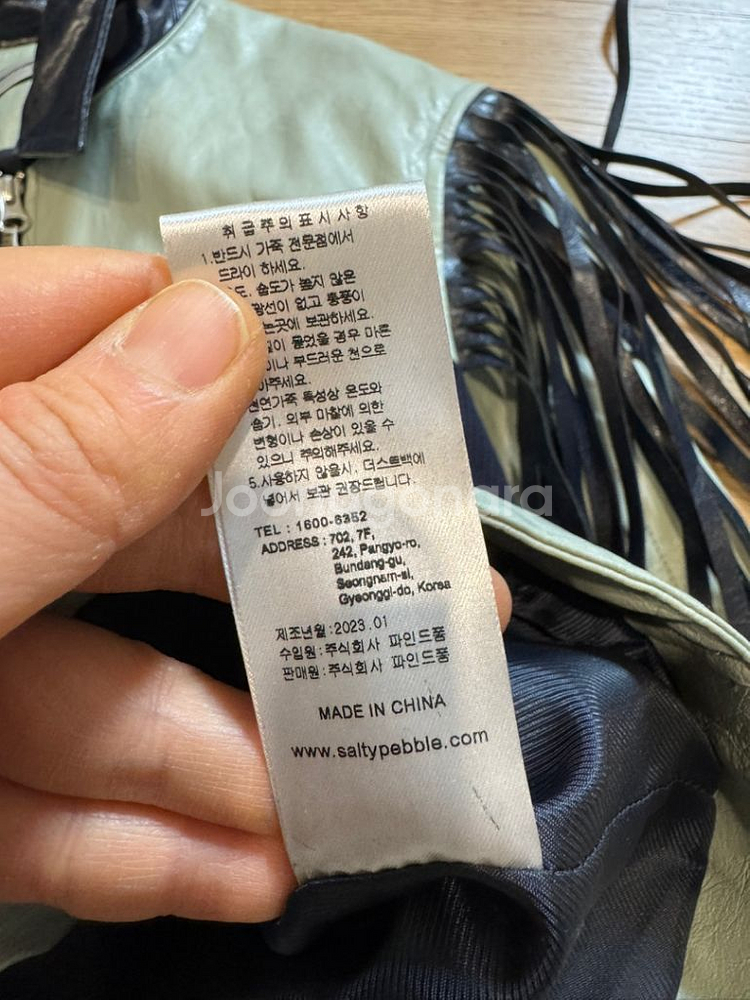 취급주의표시사항
1.반드시 가죽 전문점에서
드라이 하세요.
습도가 높지 않은
광선이 없고 통풍이
곳에 보관하세요.
묻었을 경우 마른
부드러운 천으로
천연가죽 특성상 온도와
습기. 외부 마찰에 의한
변형이나 손상이 있을 수
있으니 주의해주세요.
5.사용하지 않을시. 더스트백에
넣어서 보관 권장드립니다.
TEL : 1600-6352
ADDRESS : 702, 7F,
242, Pangyo-ro,
Bundang-gu,
Seongnam-si,
Gyeonggi-do, Korea
제조년월:2023.01
수입원:주식회사 파인드폼
판매원:주식회사 파인드폼
MADE IN CHINA
www.saltypebble.com
Joonggonara